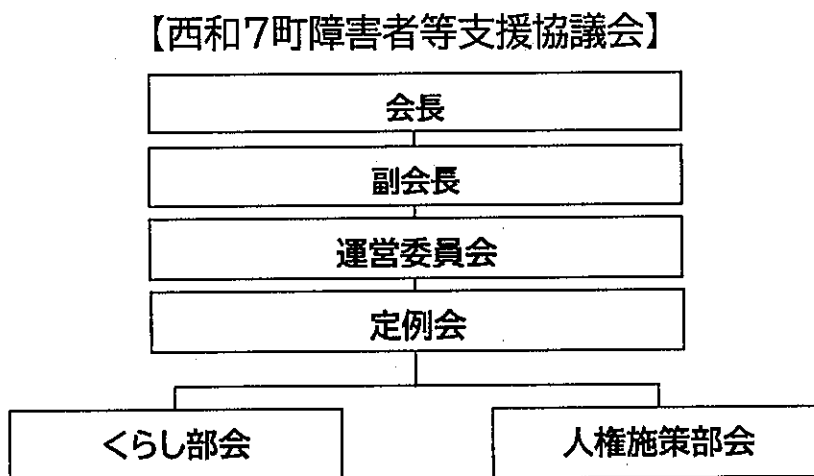 【西和7町障害者等支援協議会】
会長
副会長
運営委員会
定例会
くらし部会
人権施策部会